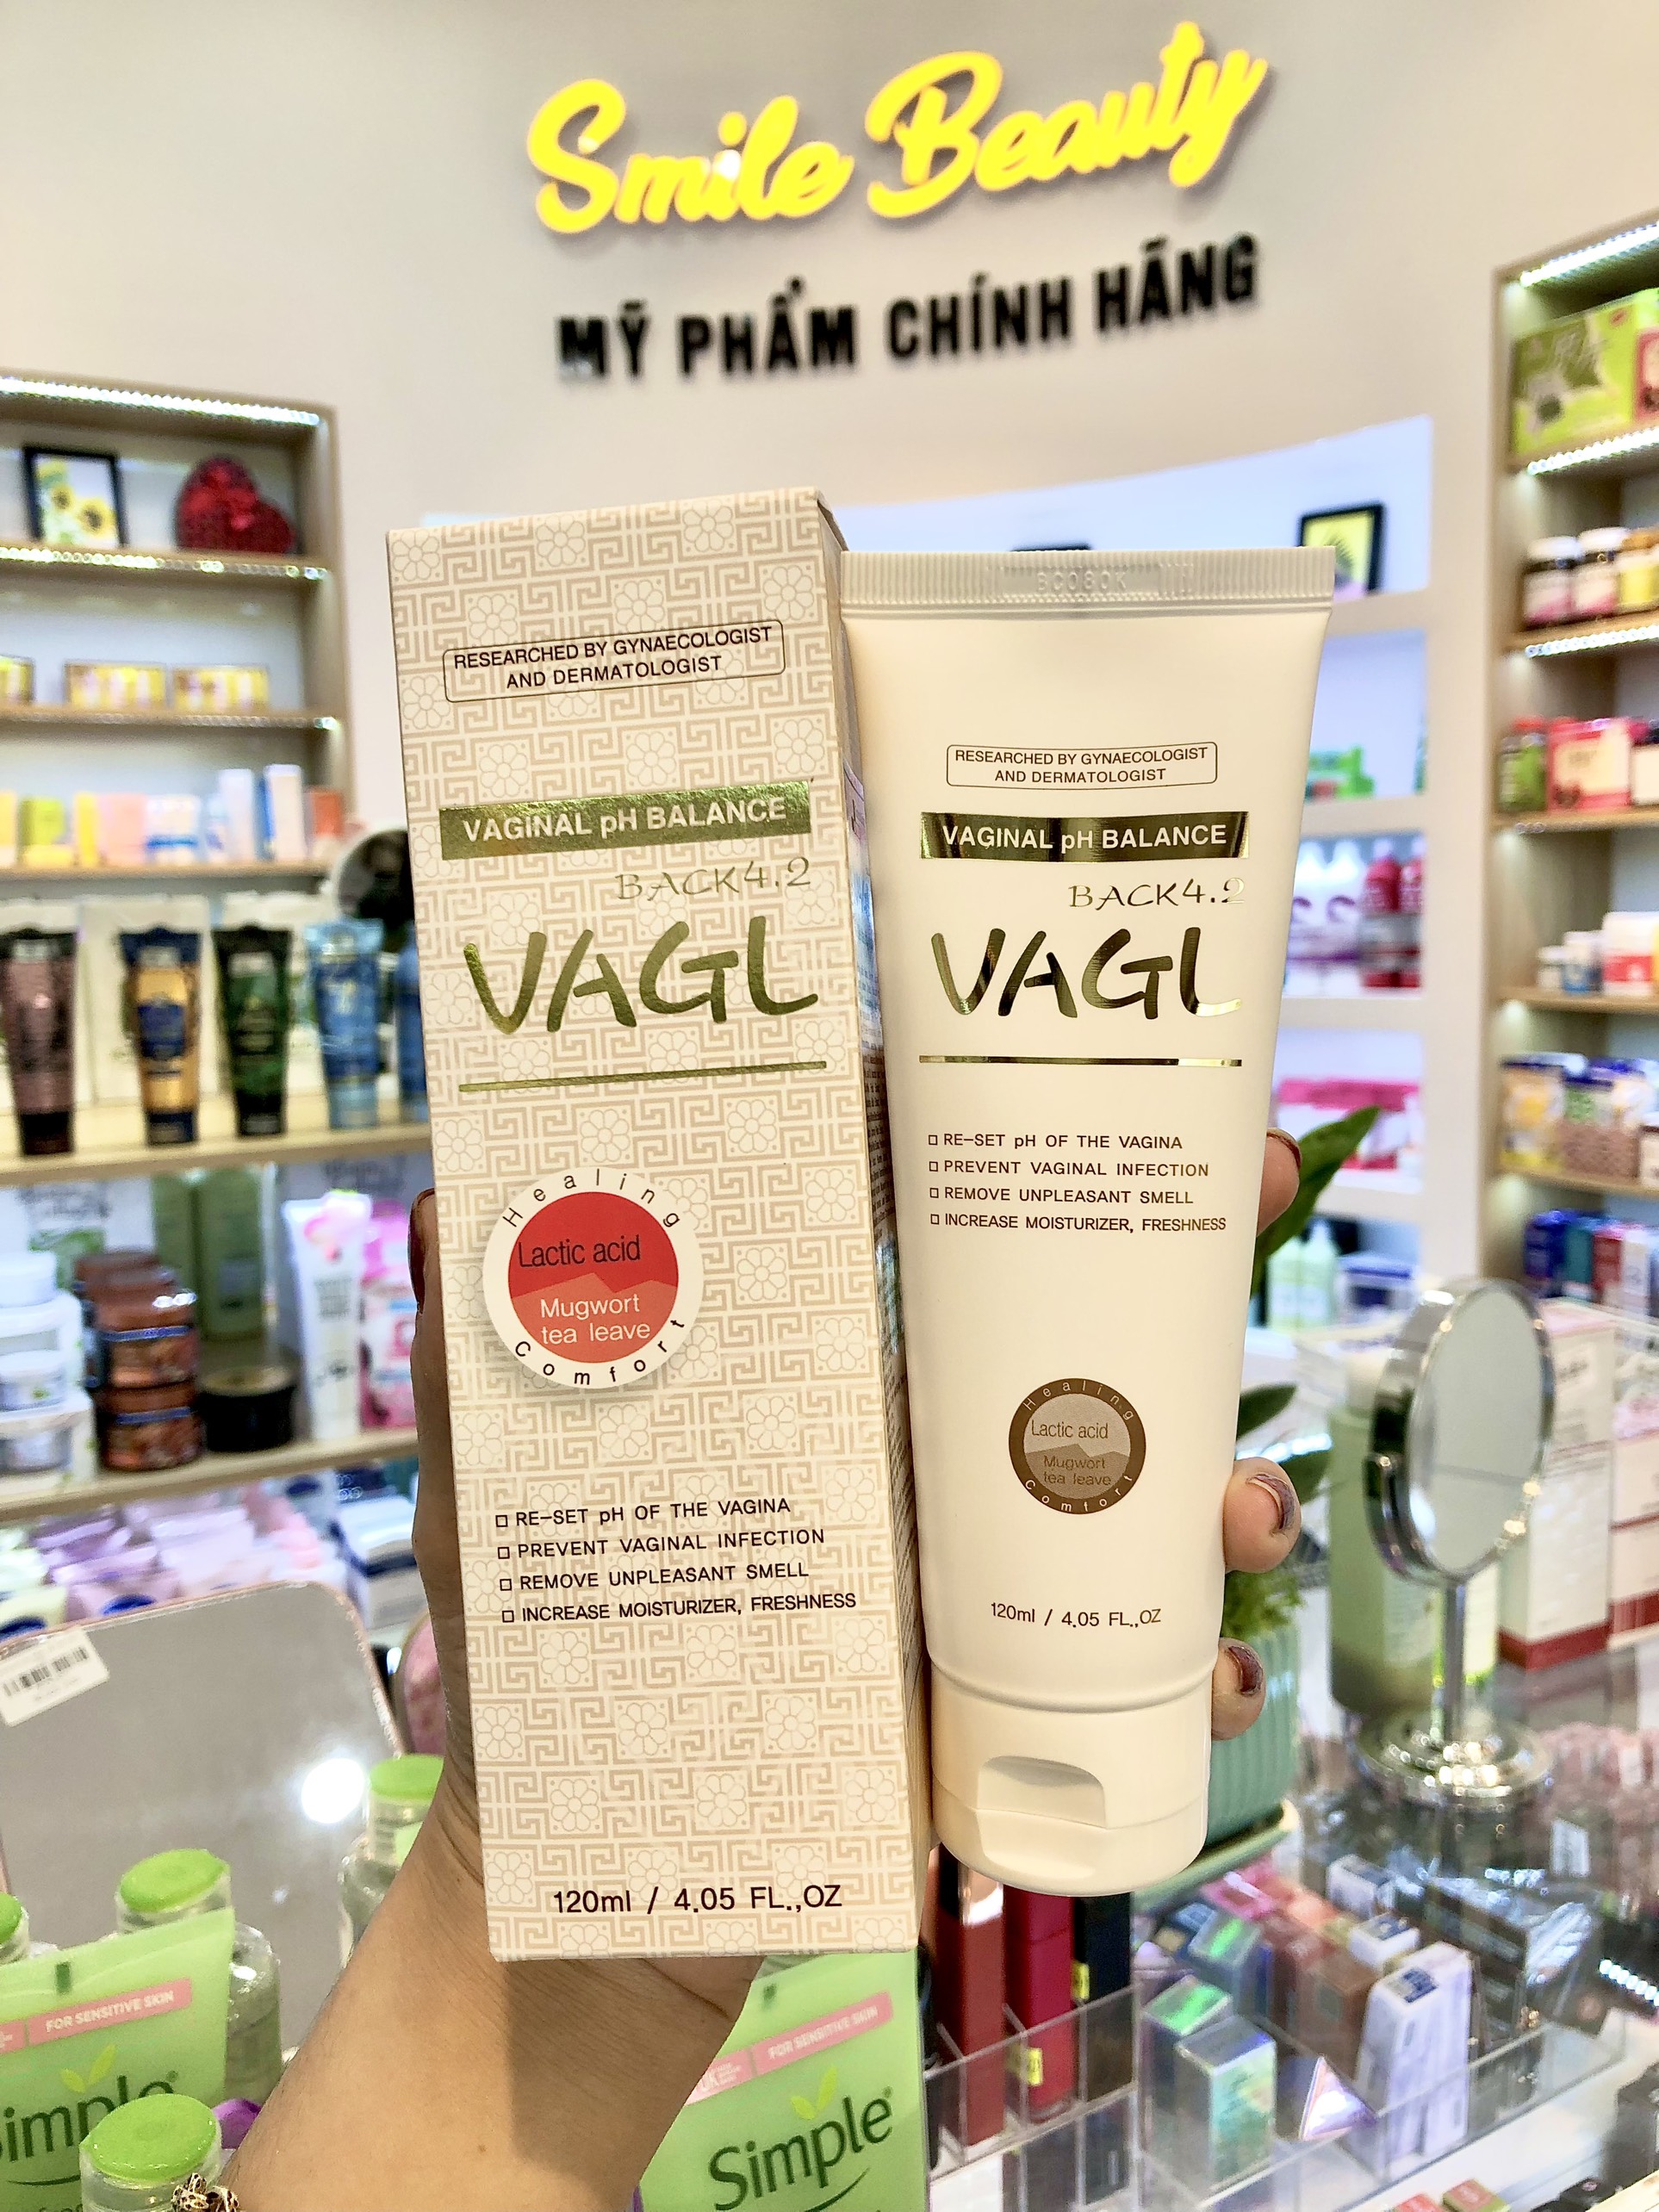 Smile Beauty
MỸ PHẨM CHÍNH HÃNG
RESEARCHED BY GYNAECOLOGIST
AND DERMATOLOGIST
VAGINAL pH BALANCE
BACK4.2
VAGL
Healing
Lactic acid
Mugwort
tea leave
Comfort
□ RE-SET pH OF THE VAGINA
□ PREVENT VAGINAL INFECTION
□ REMOVE UNPLEASANT SMELL
□ INCREASE MOISTURIZER, FRESHNESS
120ml / 4.05 FL.,OZ
BC080K
RESEARCHED BY GYNAECOLOGIST
AND DERMATOLOGIST
VAGINAL pH BALANCE
BACK4.2
VAGL
□ RE-SET pH OF THE VAGINA
□ PREVENT VAGINAL INFECTION
□ REMOVE UNPLEASANT SMELL
□ INCREASE MOISTURIZER, FRESHNESS
Healing
Lactic acid
Mugwort
tea leave
Comfort
120ml / 4.05 FL.,OZ
FOR SENSITIVE SKIN
Simple
FOR SENSITIVE SKIN
Simple